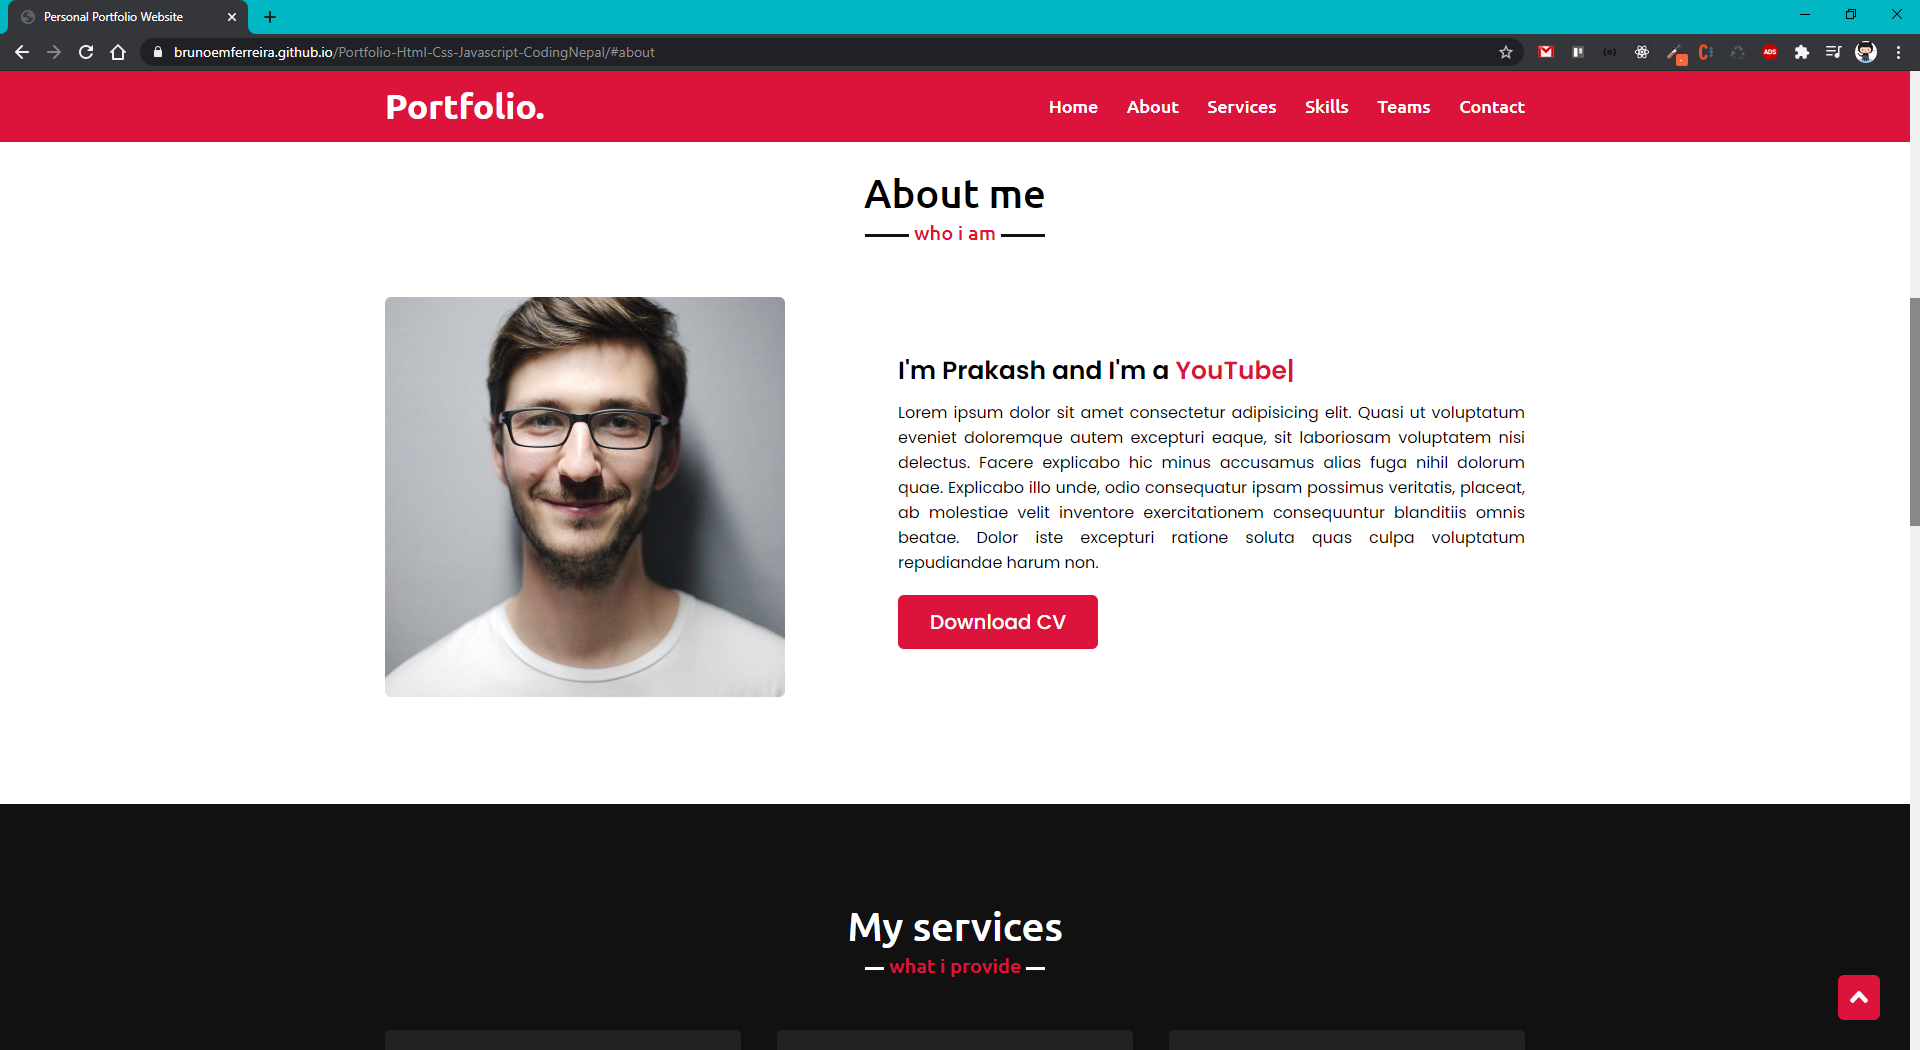 Personal Portfolio Website
brunoemferreira.github.io/Portfolio-Html-Css-Javascript-CodingNepal/#about
ADS
Portfolio.
Home About Services Skills Teams Contact
About me
who i am
I'm Prakash and I'm a YouTube|
Lorem ipsum dolor sit amet consectetur adipisicing elit. Quasi ut voluptatum
eveniet doloremque autem excepturi eaque, sit laboriosam voluptatem nisi
delectus. Facere explicabo hic minus accusamus alias fuga nihil dolorum
quae. Explicabo illo unde, odio consequatur ipsam possimus veritatis, placeat,
ab molestiae velit inventore exercitationem consequuntur blanditiis omnis
beatae. Dolor iste excepturi ratione soluta quas culpa voluptatum
repudiandae harum non.
Download CV
My services
what i provide